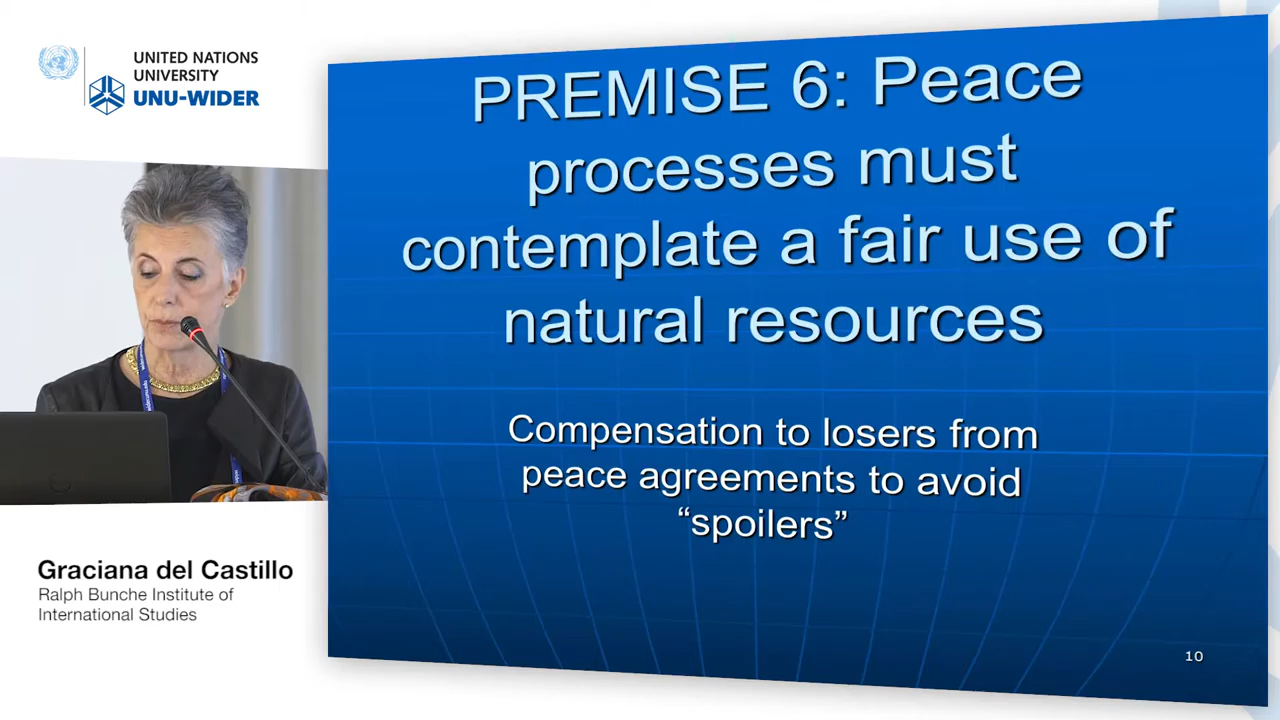 UNITED NATIONS
UNIVERSITY
UNU-WIDER
PREMISE 6: Peace
processes must
contemplate a fair use of
natural resources
Compensation to losers from
peace agreements to avoid
“spoilers”
10
Graciana del Castillo
Ralph Bunche Institute of
International Studies